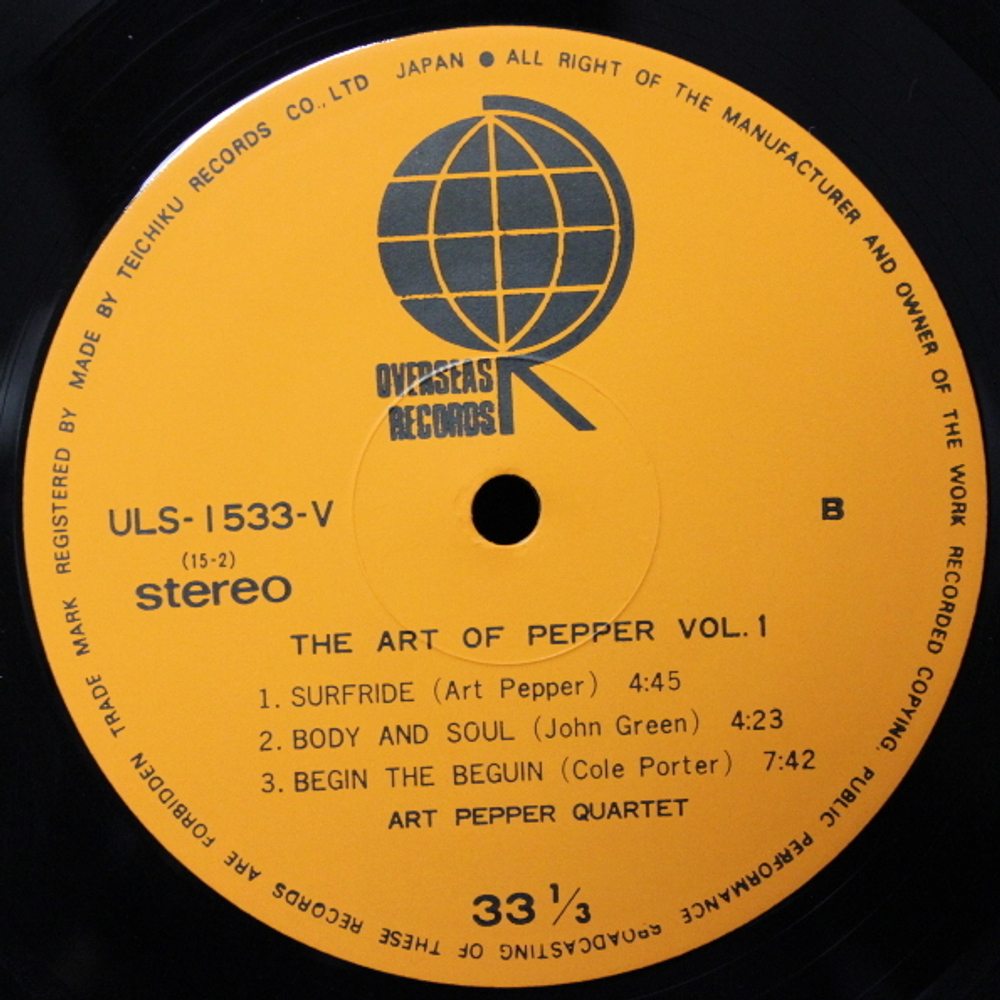 TRADE MARK REGISTERED BY MADE BY TEICHIKU RECORDS CO., LTD JAPAN ● ALL RIGHT OF THE MANUFACTURER AND OWNER OF THE WORK RECORDED COPYING. PUBLIC PERFORMANCE BROADCASTING OF THESE RECORDS ARE FORBIDDEN
OVERSEAS
RECORDS
ULS-1533-V
B
(15-2)
stereo
THE ART OF PEPPER VOL.1
1. SURFRIDE (Art Pepper) 4:45
2. BODY AND SOUL (John Green) 4:23
3. BEGIN THE BEGUIN (Cole Porter) 7:42
ART PEPPER QUARTET
33 1/3